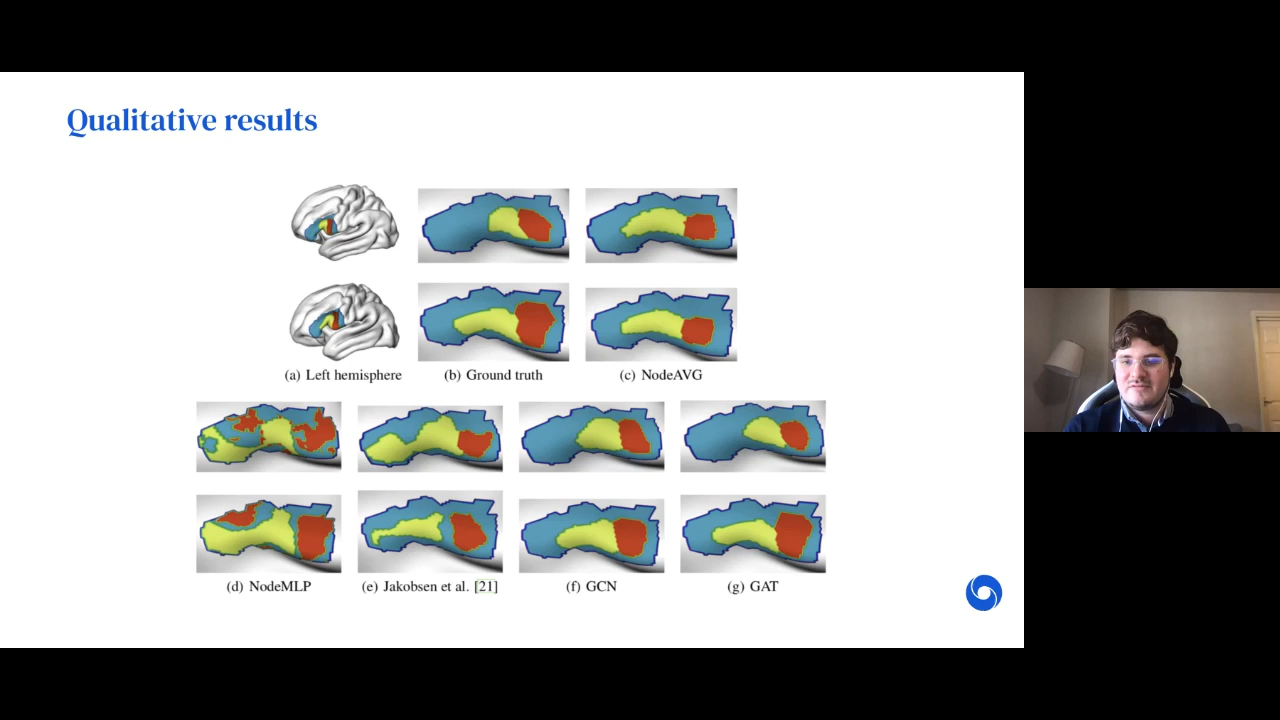 Qualitative results
(a) Left hemisphere
(b) Ground truth
(c) NodeAVG
(d) NodeMLP
(e) Jakobsen et al. [21]
(f) GCN
(g) GAT